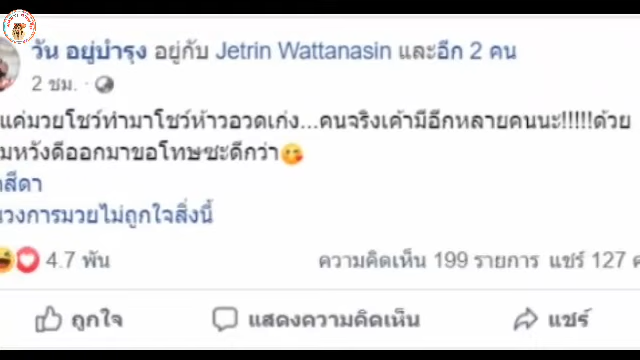 วัน อยู่บำรุง อยู่กับ Jetrin Wattanasin และอีก 2 คน
2 ชม. ·
แค่มวยโชว์ทำมาโชว์ห้าวอวดเก่ง...คนจริงเค้ามีอีกหลายคนนะ!!!!!ด้วย
มหวังดีออกมาขอโทษซะดีกว่า😘
สีดา
วงการมวยไม่ถูกใจสิ่งนี้
4.7 พัน ความคิดเห็น 199 รายการ แชร์ 127 ค
ถูกใจ แสดงความคิดเห็น แชร์